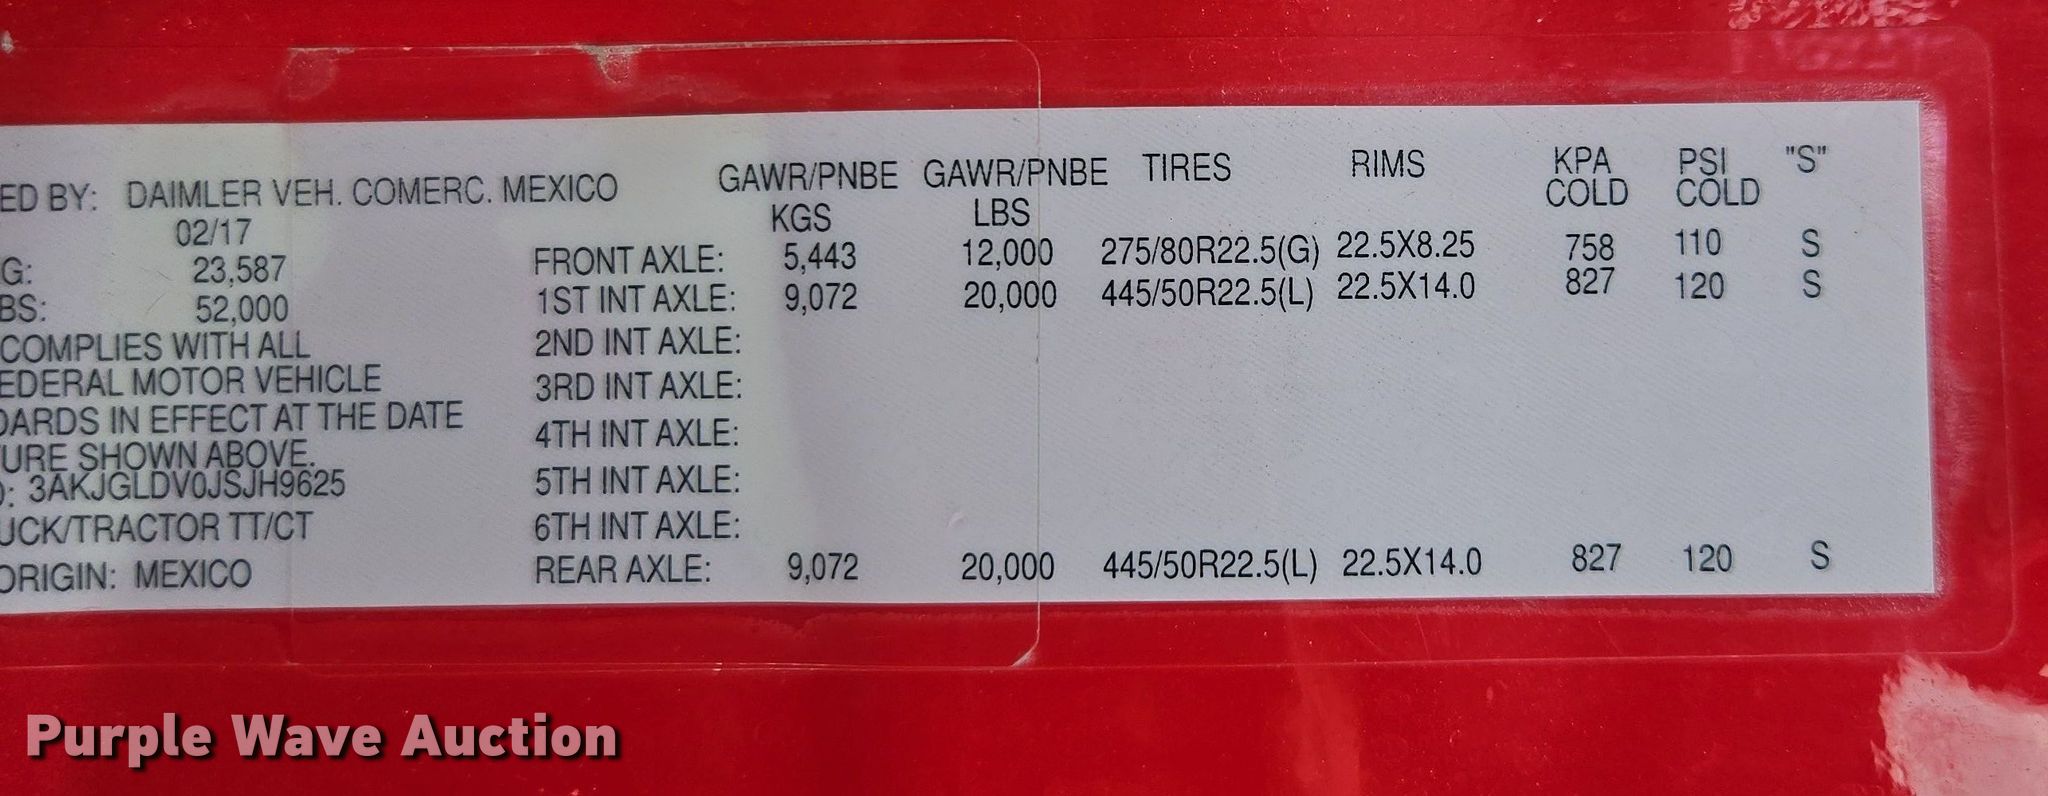 ED BY: DAIMLER VEH. COMERC. MEXICO
02/17
G: 23,587
BS: 52,000
COMPLIES WITH ALL
EDERAL MOTOR VEHICLE
DARDS IN EFFECT AT THE DATE
URE SHOWN ABOVE.
D: 3AKJGLDV0JSJH9625
UCK/TRACTOR TT/CT
ORIGIN: MEXICO
GAWR/PNBE GAWR/PNBE TIRES RIMS KPA PSI "S"
KGS LBS COLD COLD
FRONT AXLE: 5,443 12,000 275/80R22.5(G) 22.5X8.25 758 110 S
1ST INT AXLE: 9,072 20,000 445/50R22.5(L) 22.5X14.0 827 120 S
2ND INT AXLE:
3RD INT AXLE:
4TH INT AXLE:
5TH INT AXLE:
6TH INT AXLE:
REAR AXLE: 9,072 20,000 445/50R22.5(L) 22.5X14.0 827 120 S
Purple Wave Auction